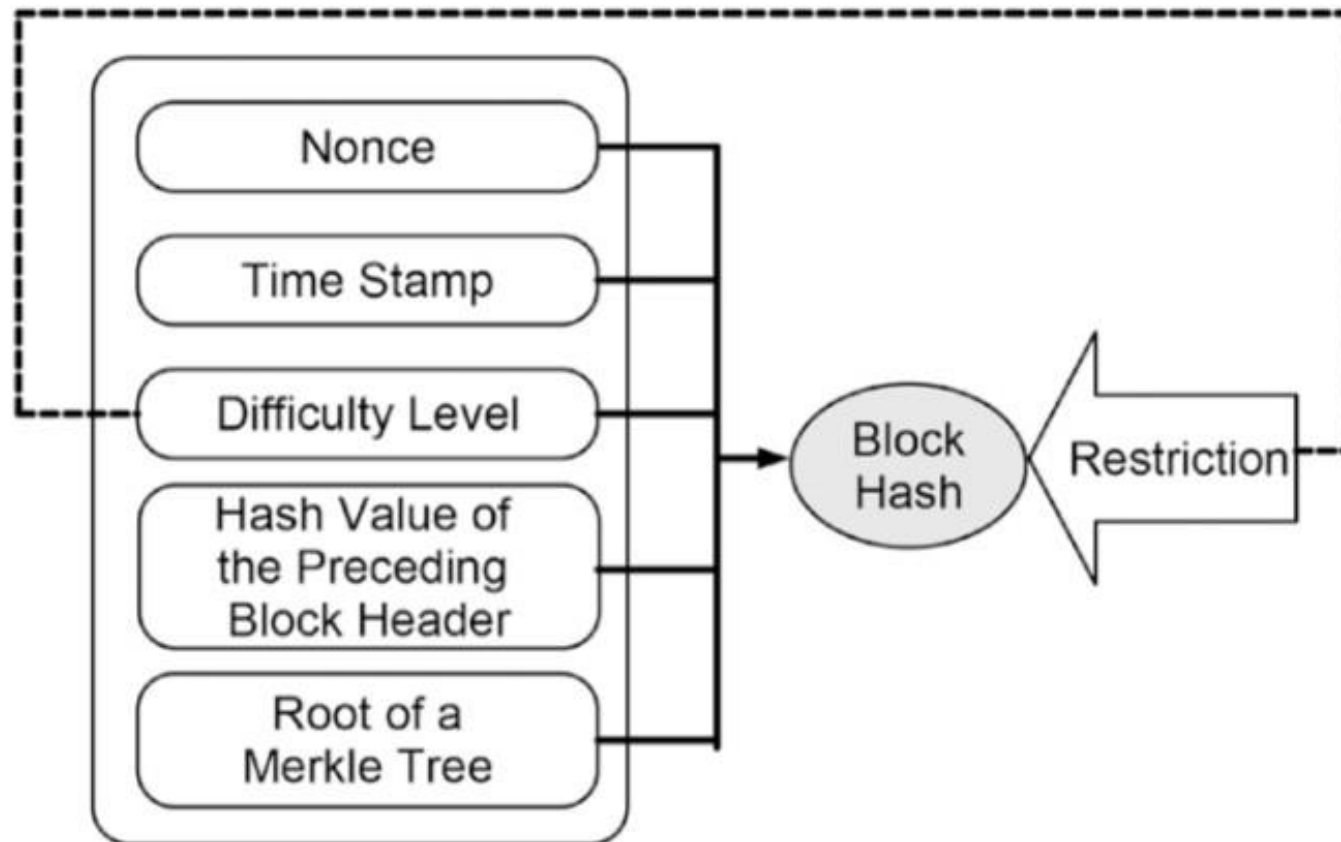 Nonce
Time Stamp
Difficulty Level
Hash Value of
the Preceding
Block Header
Root of a
Merkle Tree
Block
Hash
Restriction